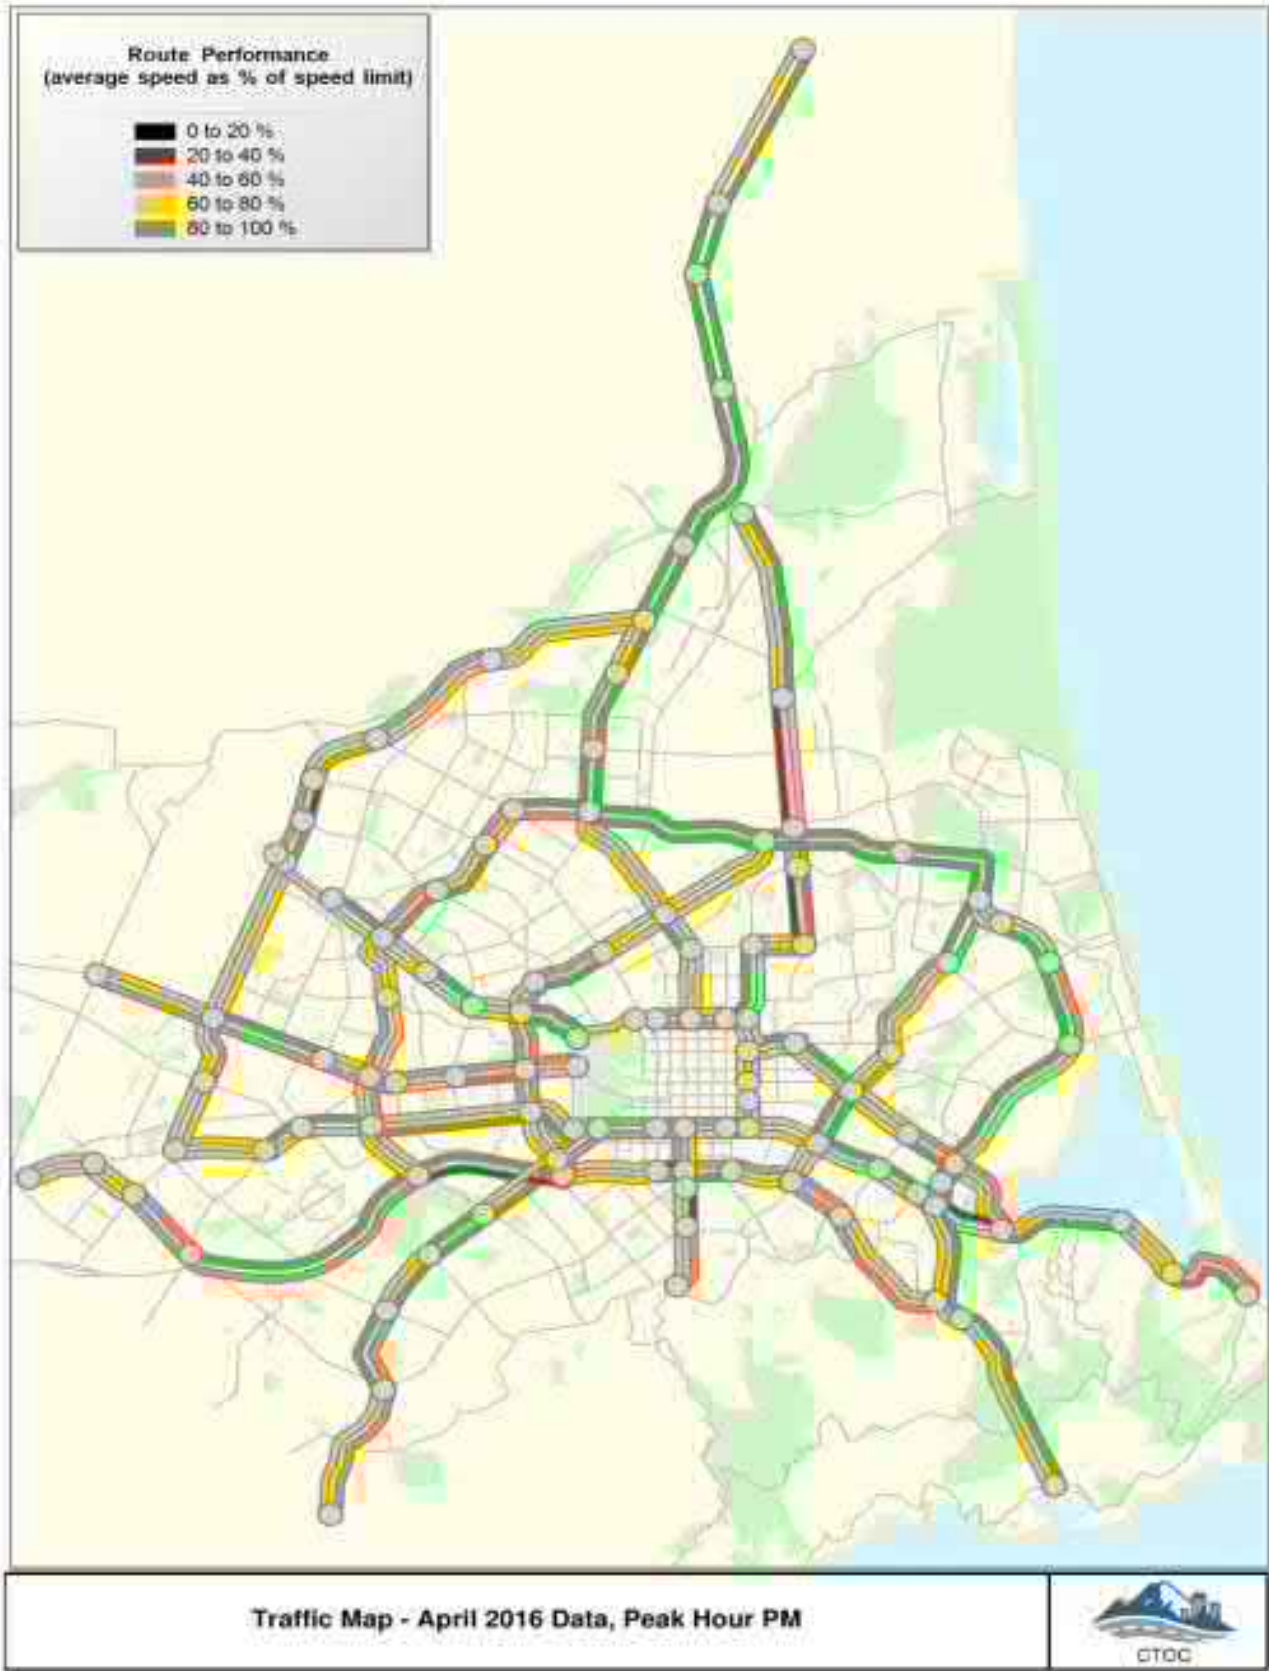 Route Performance
(average speed as % of speed limit)
0 to 20 %
20 to 40 %
40 to 60 %
60 to 80 %
80 to 100 %
Traffic Map - April 2016 Data, Peak Hour PM
CTOC